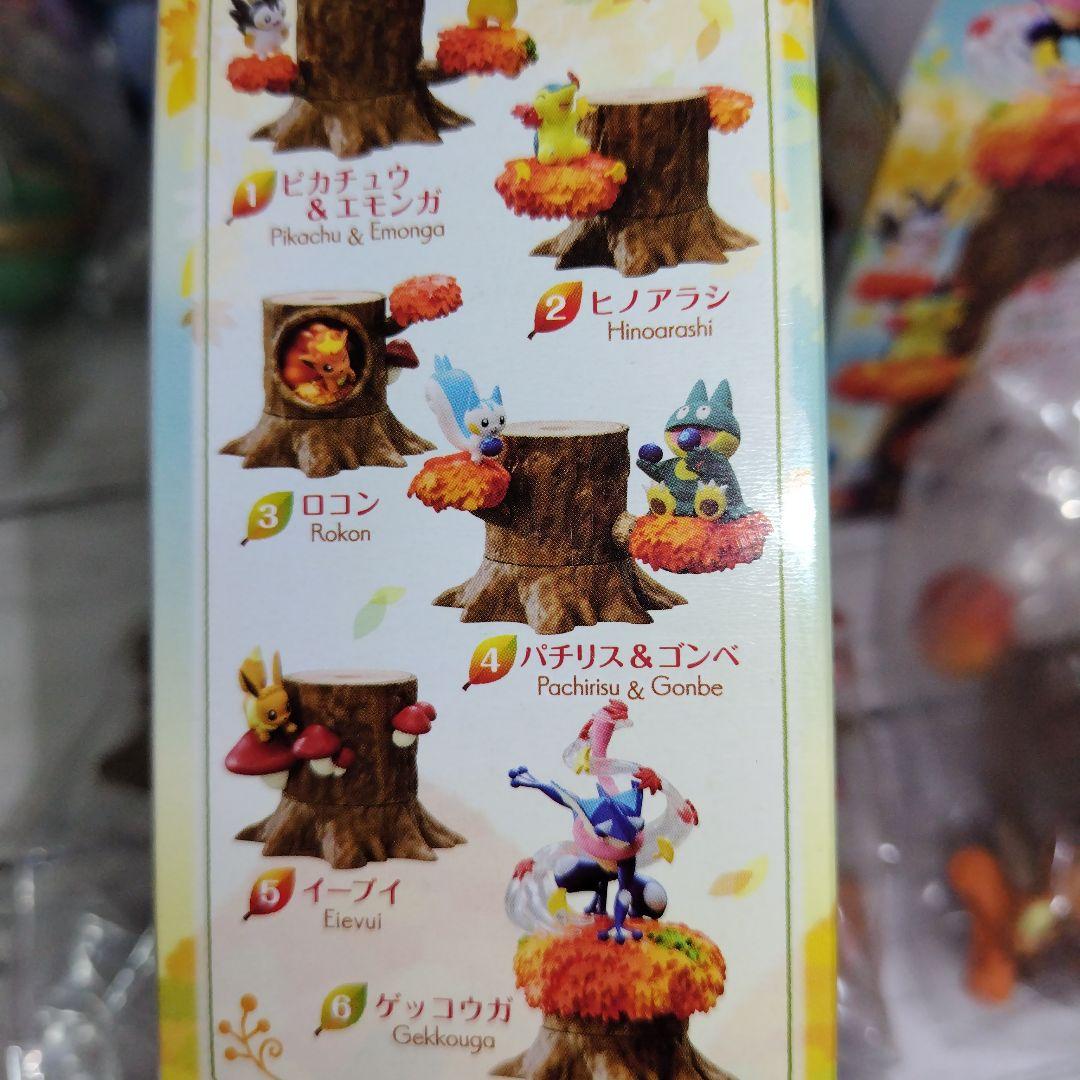 1
ピカチュウ
&エモンガ
Pikachu & Emonga
2 ヒノアラシ
Hinoarashi
3 ロコン
Rokon
4 パチリス&ゴンベ
Pachirisu & Gonbe
5 イーブイ
Eievui
6 ゲッコウガ
Gekkouga